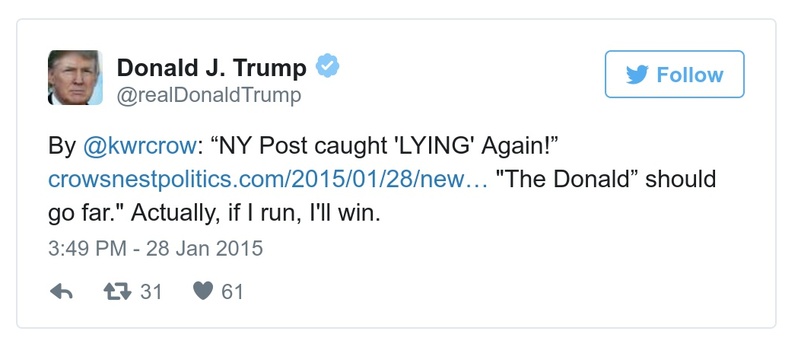 Donald J. Trump
Follow
@realDonaldTrump
By @kwrcrow: “NY Post caught 'LYING' Again!”
crowsnestpolitics.com/2015/01/28/new… "The Donald” should
go far." Actually, if I run, I'll win.
3:49 PM - 28 Jan 2015
31 61